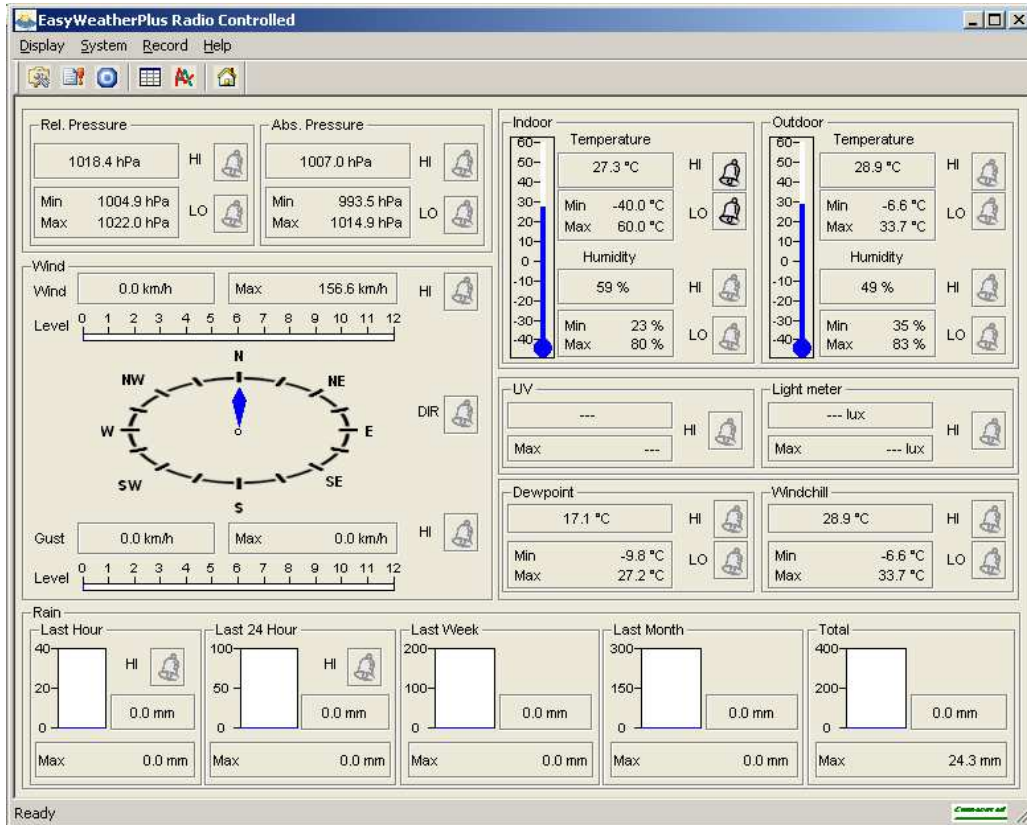 EasyWeatherPlus Radio Controlled
Display System Record Help
Rel. Pressure
1018.4 hPa HI
Min 1004.9 hPa
Max 1022.0 hPa
LO
Abs. Pressure
1007.0 hPa HI
Min 993.5 hPa
Max 1014.9 hPa
LO
Wind
Wind 0.0 km/h Max 156.6 km/h HI
Level 0 1 2 3 4 5 6 7 8 9 10 11 12
N
NW NE
W E
DIR
SW SE
S
Gust 0.0 km/h Max 0.0 km/h HI
Level 0 1 2 3 4 5 6 7 8 9 10 11 12
Indoor
60
50
40
30
20
10
0
-10
-20
-30
-40
Temperature
27.3 °C HI
Min -40.0 °C LO
Max 60.0 °C
Humidity
59 % HI
Min 23 % LO
Max 80 %
Outdoor
60
50
40
30
20
10
0
-10
-20
-30
-40
Temperature
28.9 °C HI
Min -6.6 °C LO
Max 33.7 °C
Humidity
49 % HI
Min 35 % LO
Max 83 %
UV
---
HI
Max ---
Light meter
--- lux
HI
Max --- lux
Dewpoint
17.1 °C HI
Min -9.8 °C LO
Max 27.2 °C
Windchill
28.9 °C HI
Min -6.6 °C LO
Max 33.7 °C
Rain
Last Hour
40
20
0
HI
0.0 mm
Max 0.0 mm
Last 24 Hour
100
50
0
HI
0.0 mm
Max 0.0 mm
Last Week
200
100
0
0.0 mm
Max 0.0 mm
Last Month
300
150
0
0.0 mm
Max 0.0 mm
Total
400
200
0
0.0 mm
Max 24.3 mm
Ready Connected